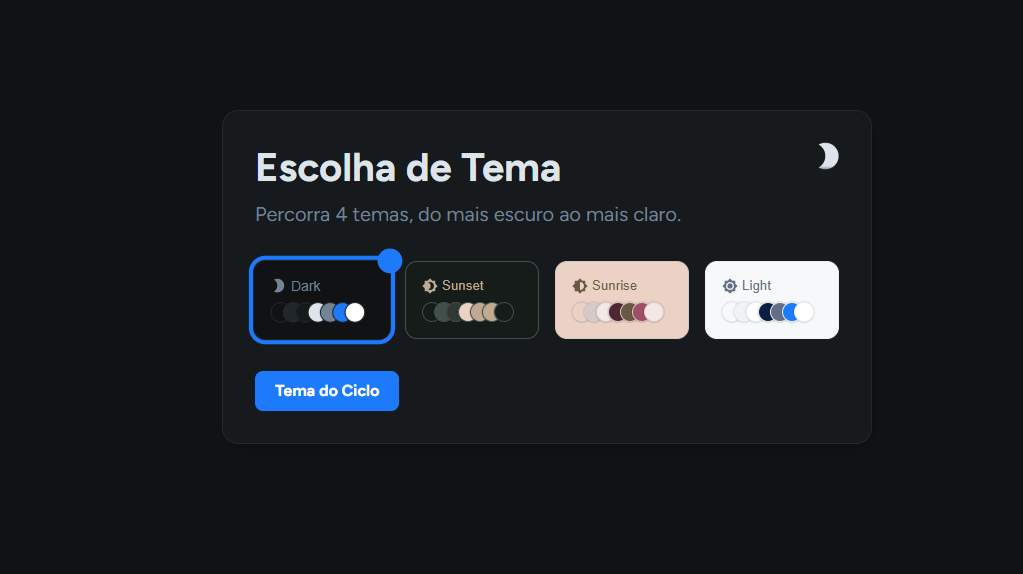 Escolha de Tema
Percorra 4 temas, do mais escuro ao mais claro.
Dark
Sunset
Sunrise
Light
Tema do Ciclo